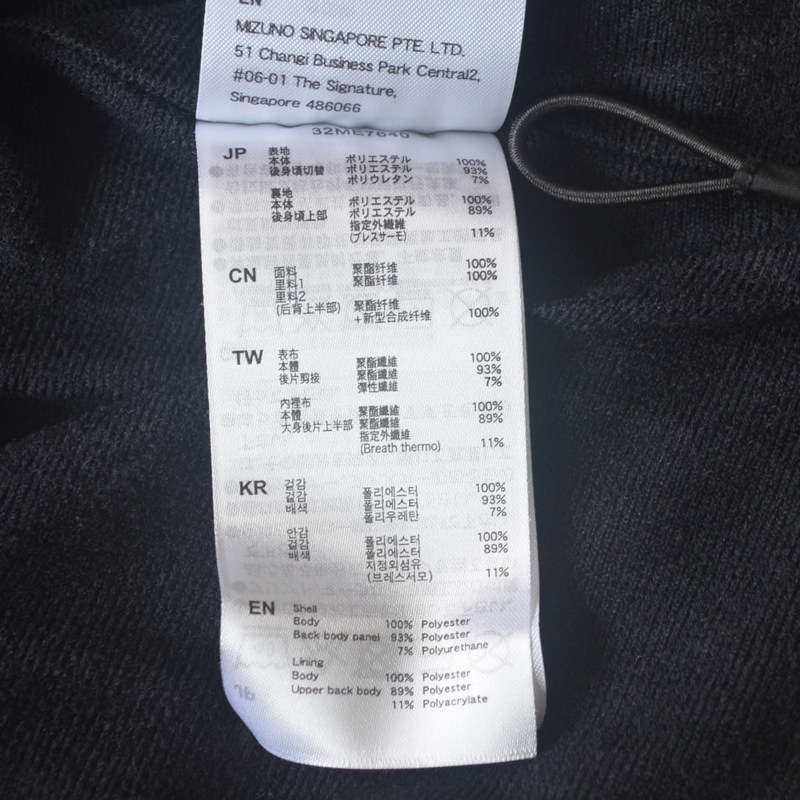 EN
MIZUNO SINGAPORE PTE. LTD.
51 Changi Business Park Central2,
#06-01 The Signature,
Singapore 486066
32ME7640
JP 表地
本体 ポリエステル 100%
後身頃切替 ポリエステル 93%
ポリウレタン 7%
裏地
本体 ポリエステル 100%
後身頃上部 ポリエステル 89%
指定外繊維
(ブレスサーモ) 11%
CN 面料 聚酯纤维 100%
里料1 聚酯纤维 100%
里料2
(后背上半部) 聚酯纤维
+新型合成纤维 100%
TW 表布
本體 聚酯纖維 100%
後片剪接 聚酯纖維 93%
彈性纖維 7%
內裡布
本體 聚酯纖維 100%
大身後片上半部 聚酯纖維 89%
指定外纖維
(Breath thermo) 11%
KR 겉감
겉감 폴리에스터 100%
배색 폴리에스터 93%
폴리우레탄 7%
안감
겉감 폴리에스터 100%
배색 폴리에스터 89%
지정외섬유
(브레스서모) 11%
EN Shell
Body 100% Polyester
Back body panel 93% Polyester
7% Polyurethane
Lining
Body 100% Polyester
Upper back body 89% Polyester
11% Polyacrylate